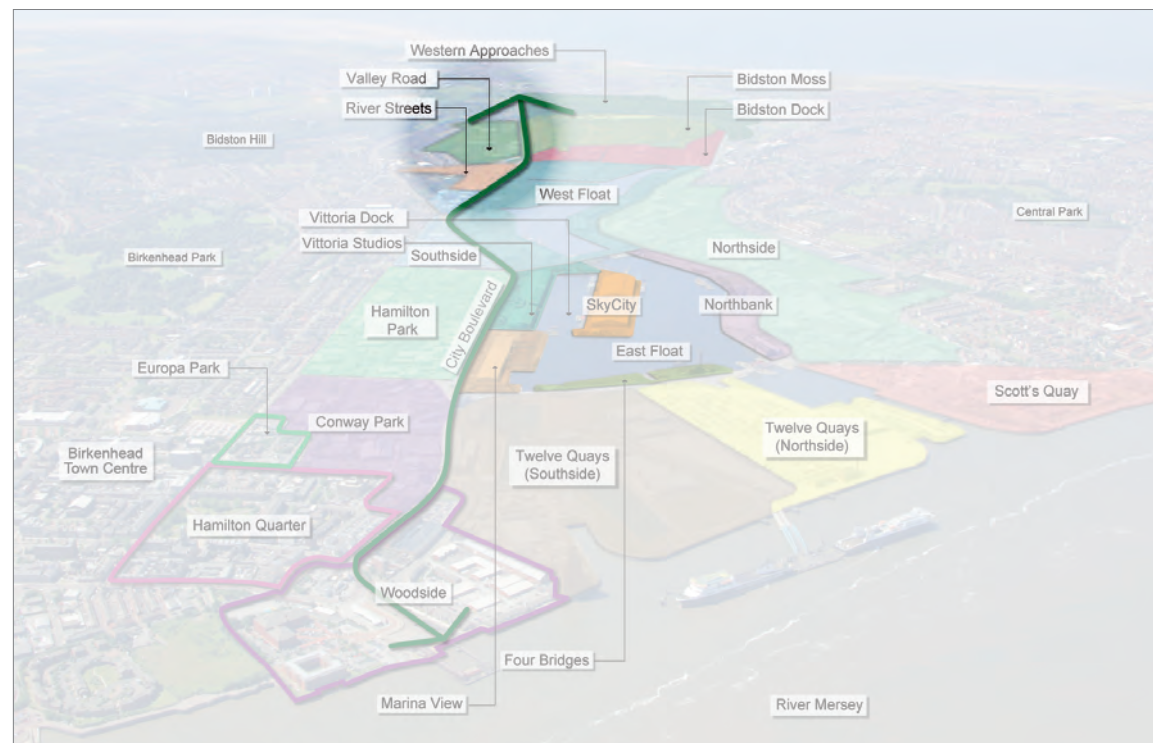 Western Approaches
Valley Road
Bidston Moss
River Streets
Bidston Dock
Bidston Hill
West Float
Vittoria Dock
Central Park
Vittoria Studios
Southside
Northside
Birkenhead Park
City Boulevard
SkyCity
Northbank
Hamilton
Park
East Float
Europa Park
Scott's Quay
Conway Park
Twelve Quays
(Northside)
Birkenhead
Town Centre
Twelve Quays
(Southside)
Hamilton Quarter
Woodside
Four Bridges
Marina View
River Mersey